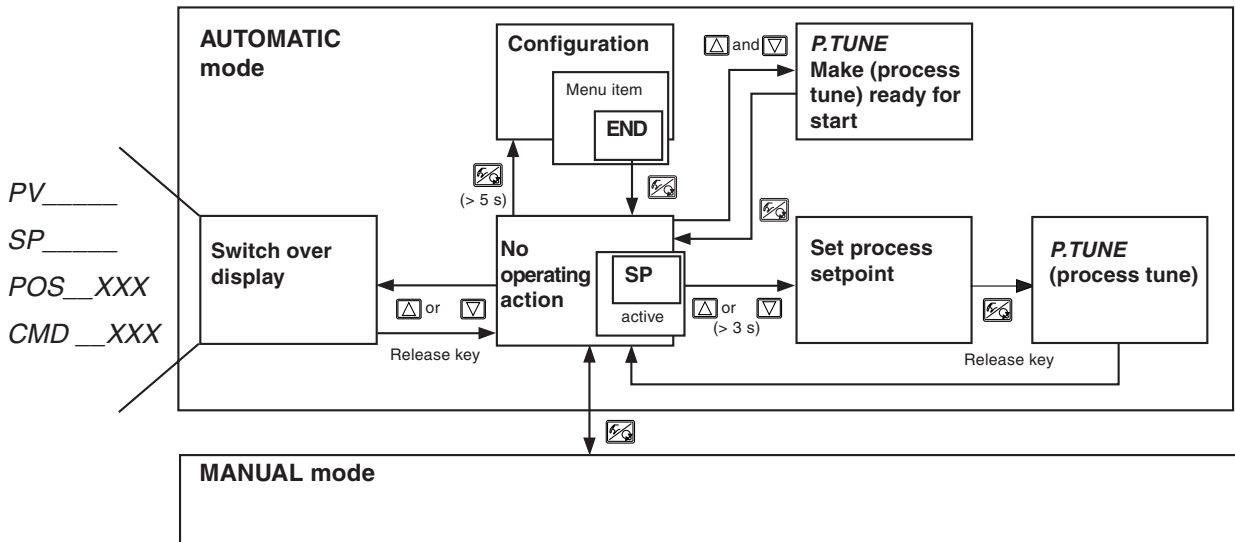 AUTOMATIC
mode
Configuration
Menu item
END
and
P.TUNE
Make (process
tune) ready for
start
(> 5 s)
PV_____
SP_____
POS__XXX
CMD __XXX
Switch over
display
or
Release key
No
operating
action
SP
active
or
(> 3 s)
Set process
setpoint
Release key
P.TUNE
(process tune)
MANUAL mode